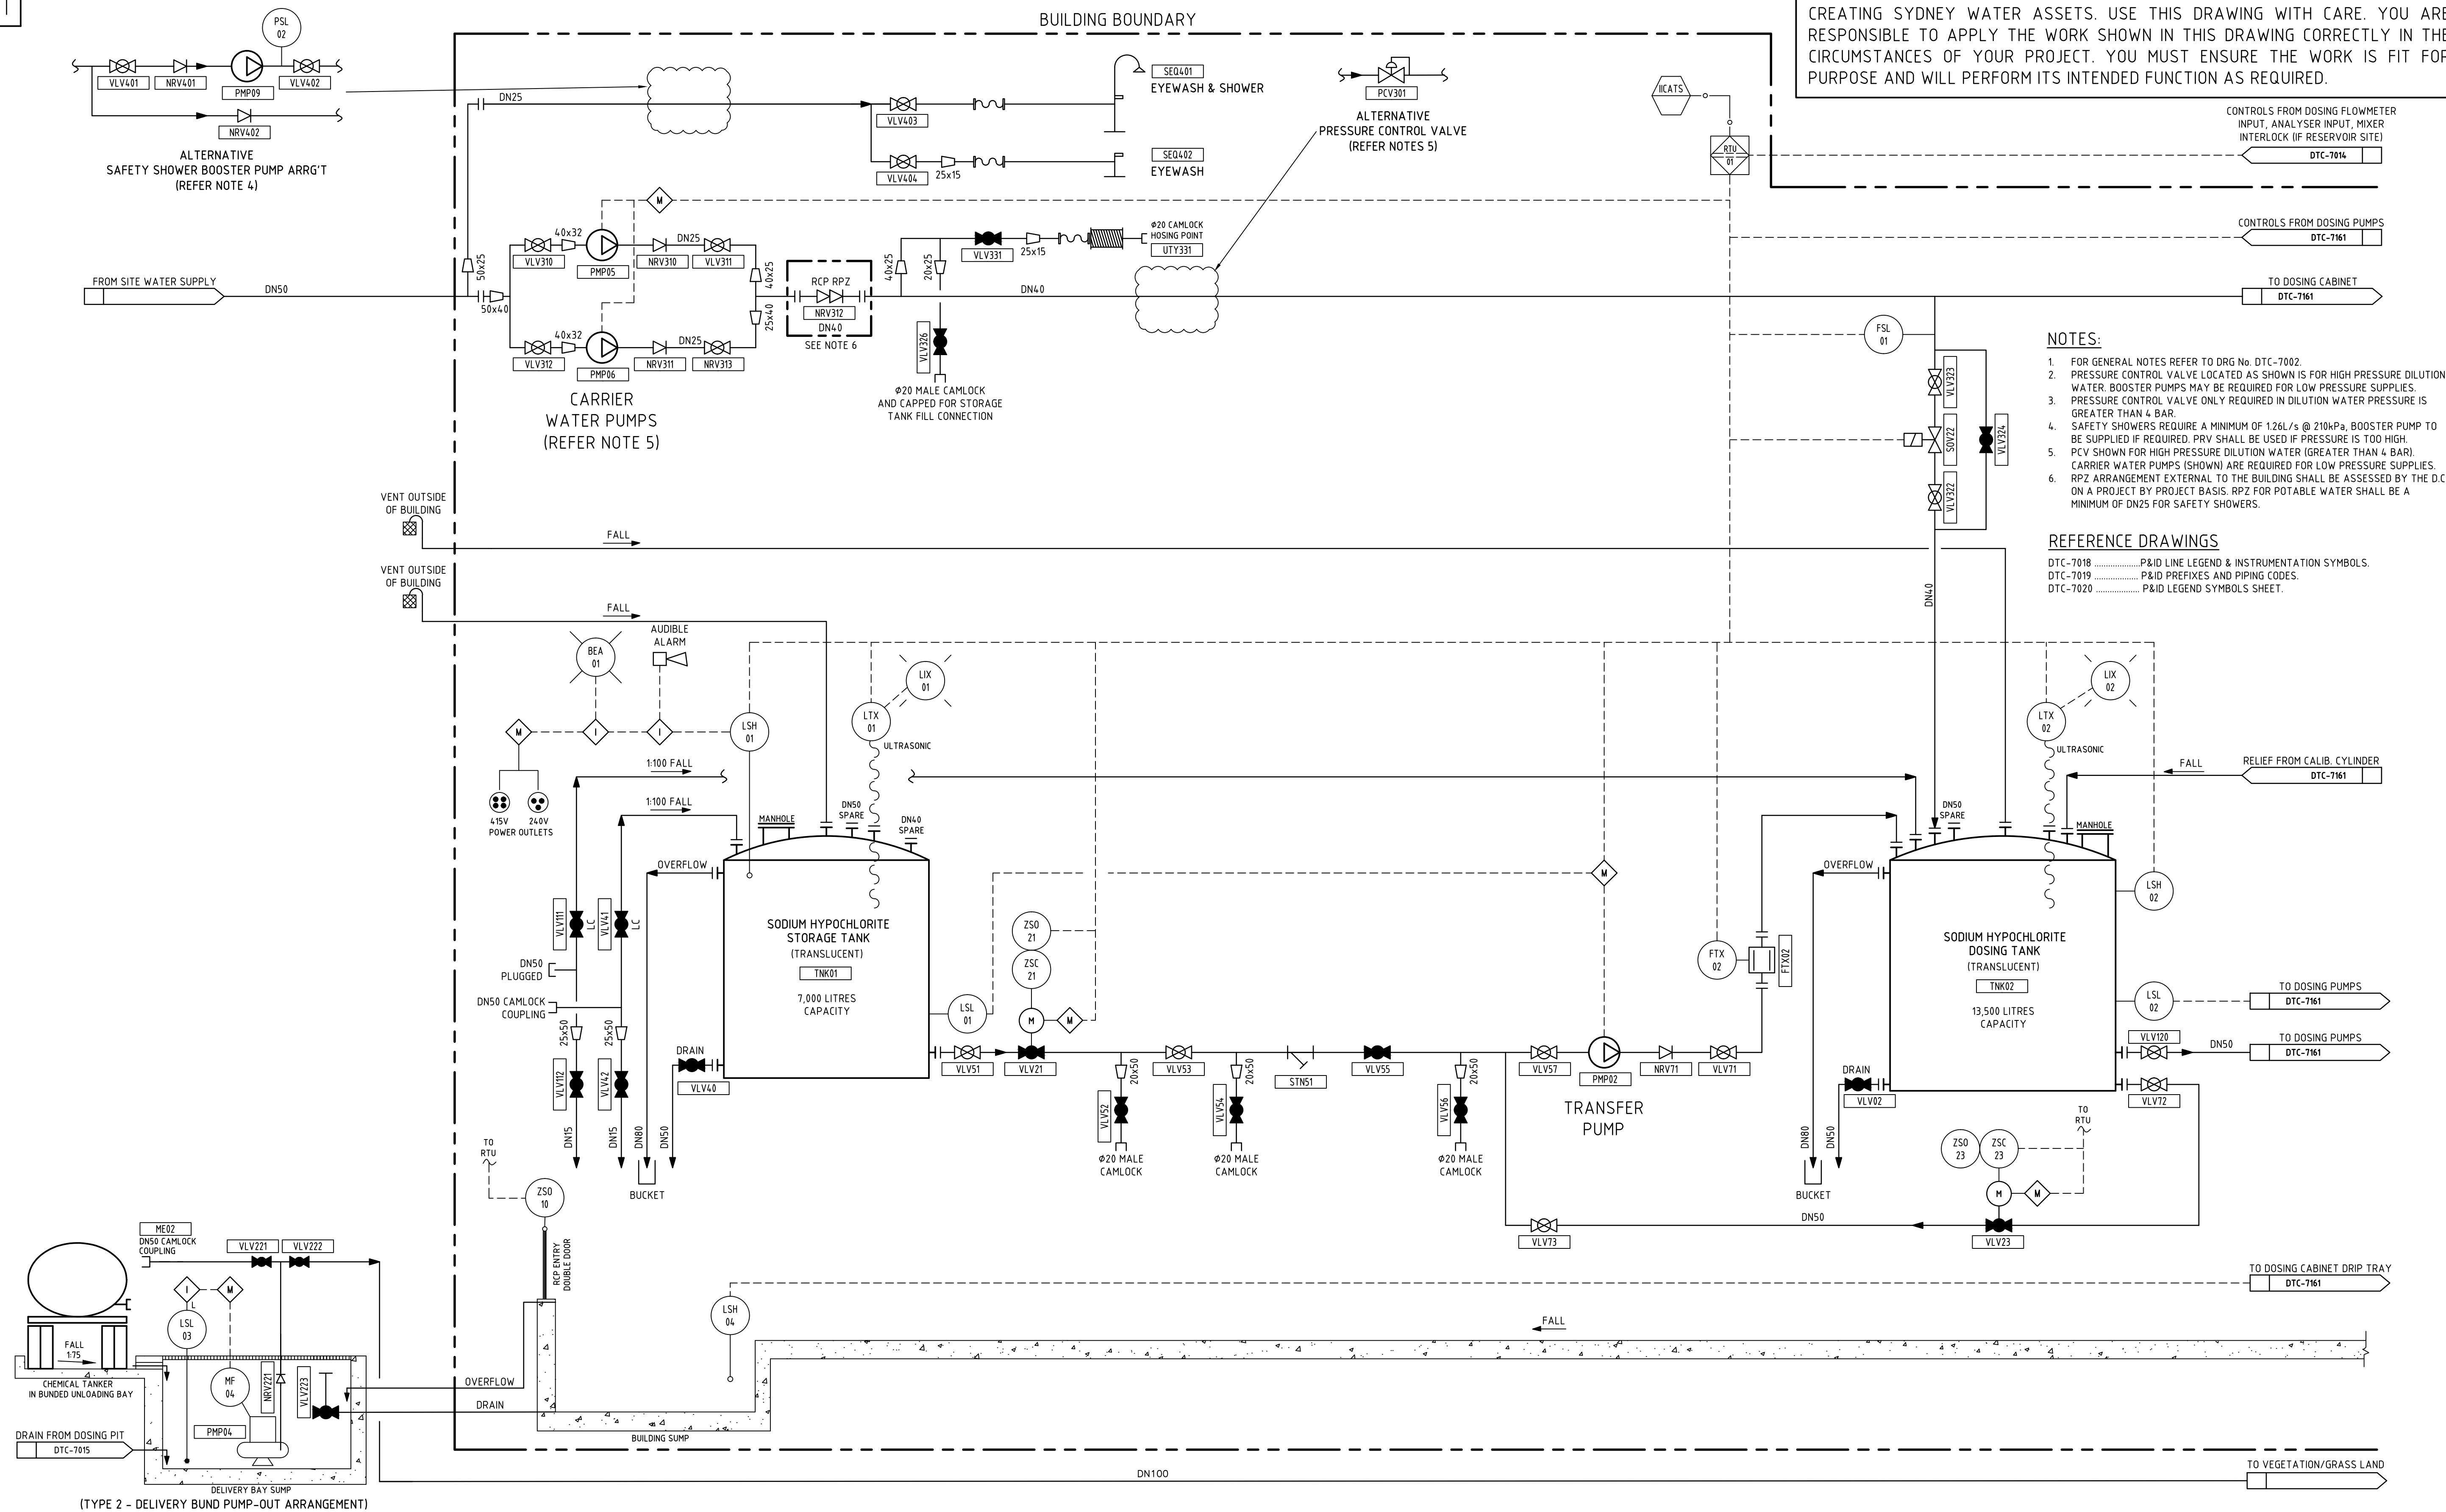 BUILDING BOUNDARY
CREATING SYDNEY WATER ASSETS. USE THIS DRAWING WITH CARE. YOU ARE
RESPONSIBLE TO APPLY THE WORK SHOWN IN THIS DRAWING CORRECTLY IN THE
CIRCUMSTANCES OF YOUR PROJECT. YOU MUST ENSURE THE WORK IS FIT FOR
PURPOSE AND WILL PERFORM ITS INTENDED FUNCTION AS REQUIRED.
PSL
02
VLV401
NRV401
PMP09
VLV402
NRV402
ALTERNATIVE
SAFETY SHOWER BOOSTER PUMP ARRG'T
(REFER NOTE 4)
DN25
VLV403
SEQ401
EYEWASH & SHOWER
VLV404
25x15
SEQ402
EYEWASH
PCV301
ALTERNATIVE
PRESSURE CONTROL VALVE
(REFER NOTES 5)
IICATS
RTU
01
CONTROLS FROM DOSING FLOWMETER
INPUT, ANALYSER INPUT, MIXER
INTERLOCK (IF RESERVOIR SITE)
DTC-7014
CONTROLS FROM DOSING PUMPS
DTC-7161
TO DOSING CABINET
DTC-7161
FROM SITE WATER SUPPLY
DN50
50x25
50x40
M
VLV310
40x32
PMP05
NRV310
DN25
VLV311
40x25
VLV312
40x32
PMP06
NRV311
DN25
NRV313
25x40
CARRIER
WATER PUMPS
(REFER NOTE 5)
RCP RPZ
NRV312
DN40
SEE NOTE 6
40x25
20x25
VLV331
25x15
Φ20 CAMLOCK
HOSING POINT
UTY331
VLV326
Φ20 MALE CAMLOCK
AND CAPPED FOR STORAGE
TANK FILL CONNECTION
DN40
FSL
01
VLV323
SOV22
VLV324
VLV322
DN40
NOTES:
1. FOR GENERAL NOTES REFER TO DRG No. DTC-7002.
2. PRESSURE CONTROL VALVE LOCATED AS SHOWN IS FOR HIGH PRESSURE DILUTION
WATER. BOOSTER PUMPS MAY BE REQUIRED FOR LOW PRESSURE SUPPLIES.
3. PRESSURE CONTROL VALVE ONLY REQUIRED IN DILUTION WATER PRESSURE IS
GREATER THAN 4 BAR.
4. SAFETY SHOWERS REQUIRE A MINIMUM OF 1.26L/s @ 210kPa, BOOSTER PUMP TO
BE SUPPLIED IF REQUIRED. PRV SHALL BE USED IF PRESSURE IS TOO HIGH.
5. PCV SHOWN FOR HIGH PRESSURE DILUTION WATER (GREATER THAN 4 BAR).
CARRIER WATER PUMPS (SHOWN) ARE REQUIRED FOR LOW PRESSURE SUPPLIES.
6. RPZ ARRANGEMENT EXTERNAL TO THE BUILDING SHALL BE ASSESSED BY THE D.C
ON A PROJECT BY PROJECT BASIS. RPZ FOR POTABLE WATER SHALL BE A
MINIMUM OF DN25 FOR SAFETY SHOWERS.
REFERENCE DRAWINGS
DTC-7018 ....................P&ID LINE LEGEND & INSTRUMENTATION SYMBOLS.
DTC-7019 ................... P&ID PREFIXES AND PIPING CODES.
DTC-7020 ................... P&ID LEGEND SYMBOLS SHEET.
VENT OUTSIDE
OF BUILDING
FALL
VENT OUTSIDE
OF BUILDING
FALL
BEA
01
AUDIBLE
ALARM
M
I
I
LSH
01
LTX
01
LIX
01
ULTRASONIC
LTX
02
LIX
02
ULTRASONIC
415V
240V
POWER OUTLETS
1:100 FALL
1:100 FALL
MANHOLE
DN50
SPARE
DN40
SPARE
OVERFLOW
VLV111
LC
VLV41
LC
DN50
PLUGGED
DN50 CAMLOCK
COUPLING
25x50
25x50
VLV112
VLV42
DN15
DN15
DN80
DN50
BUCKET
SODIUM HYPOCHLORITE
STORAGE TANK
(TRANSLUCENT)
TNK01
7,000 LITRES
CAPACITY
DRAIN
VLV40
LSL
01
ZSO
21
ZSC
21
M
M
VLV51
VLV21
20x50
VLV52
Φ20 MALE
CAMLOCK
VLV53
20x50
VLV54
Φ20 MALE
CAMLOCK
STN51
VLV55
20x50
VLV56
Φ20 MALE
CAMLOCK
VLV57
M
PMP02
NRV71
VLV71
TRANSFER
PUMP
FTX
02
FTX02
RELIEF FROM CALIB. CYLINDER
DTC-7161
FALL
DN50
SPARE
MANHOLE
OVERFLOW
LSH
02
SODIUM HYPOCHLORITE
DOSING TANK
(TRANSLUCENT)
TNK02
13,500 LITRES
CAPACITY
LSL
02
TO DOSING PUMPS
DTC-7161
VLV120
DN50
TO DOSING PUMPS
DTC-7161
DRAIN
VLV02
VLV72
DN80
DN50
BUCKET
ZSO
23
ZSC
23
TO
RTU
M
M
VLV23
DN50
VLV73
TO
RTU
ZSO
10
RCP ENTRY
DOUBLE DOOR
ME02
DN50 CAMLOCK
COUPLING
VLV221
VLV222
I
M
L
LSL
03
FALL
1:75
CHEMICAL TANKER
IN BUNDED UNLOADING BAY
MF
04
PMP04
NRV221
VLV223
OVERFLOW
DRAIN
LSH
04
FALL
BUILDING SUMP
TO DOSING CABINET DRIP TRAY
DTC-7161
DRAIN FROM DOSING PIT
DTC-7015
DELIVERY BAY SUMP
(TYPE 2 - DELIVERY BUND PUMP-OUT ARRANGEMENT)
DN100
TO VEGETATION/GRASS LAND